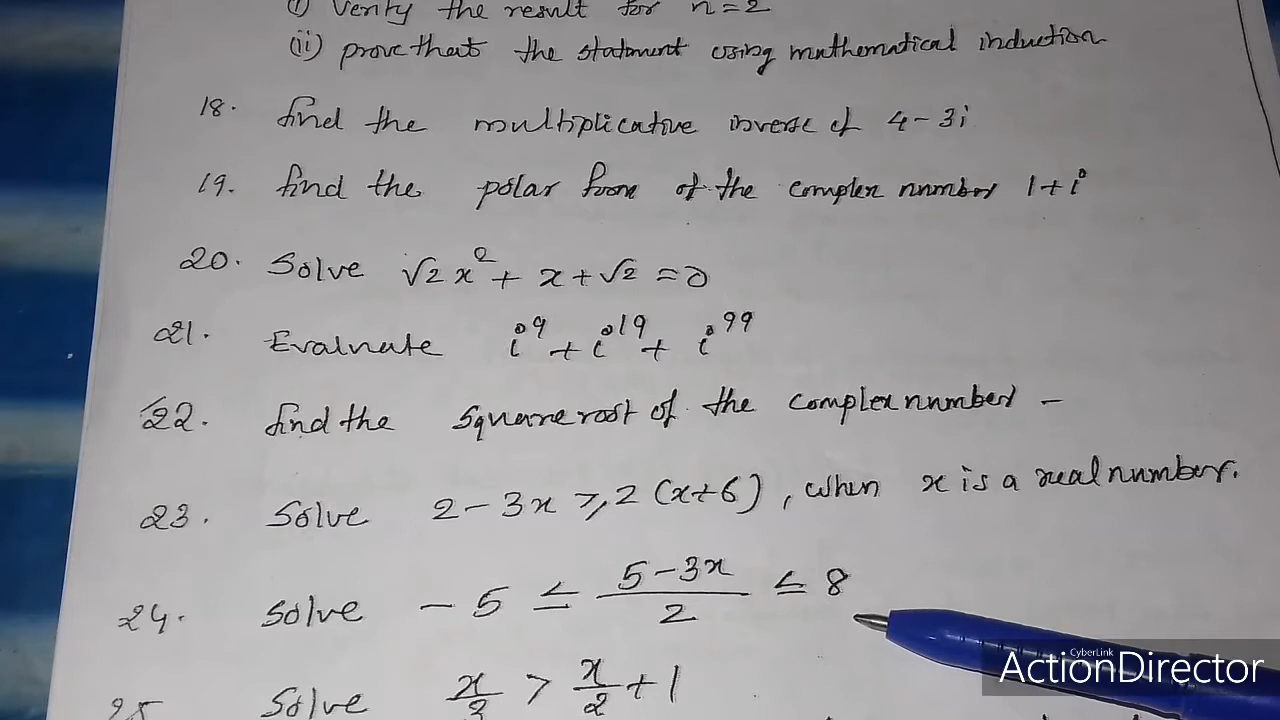 (i) Verify the result for n=2
(ii) prove that the statment using mathematical induction
18. find the multiplicative inverse of 4-3i
19. find the polar form of the complex number 1+i
20. Solve √2x²+x+√2=0
21. Evaluate i⁹+i¹⁹+i⁹⁹
22. find the square root of the complex number -
23. Solve 2-3x ≥ 2(x+6), when x is a real number.
24. Solve -5 ≤ (5-3x)/2 ≤ 8
25 Solve x/3 > x/2 + 1
CyberLink
ActionDirector